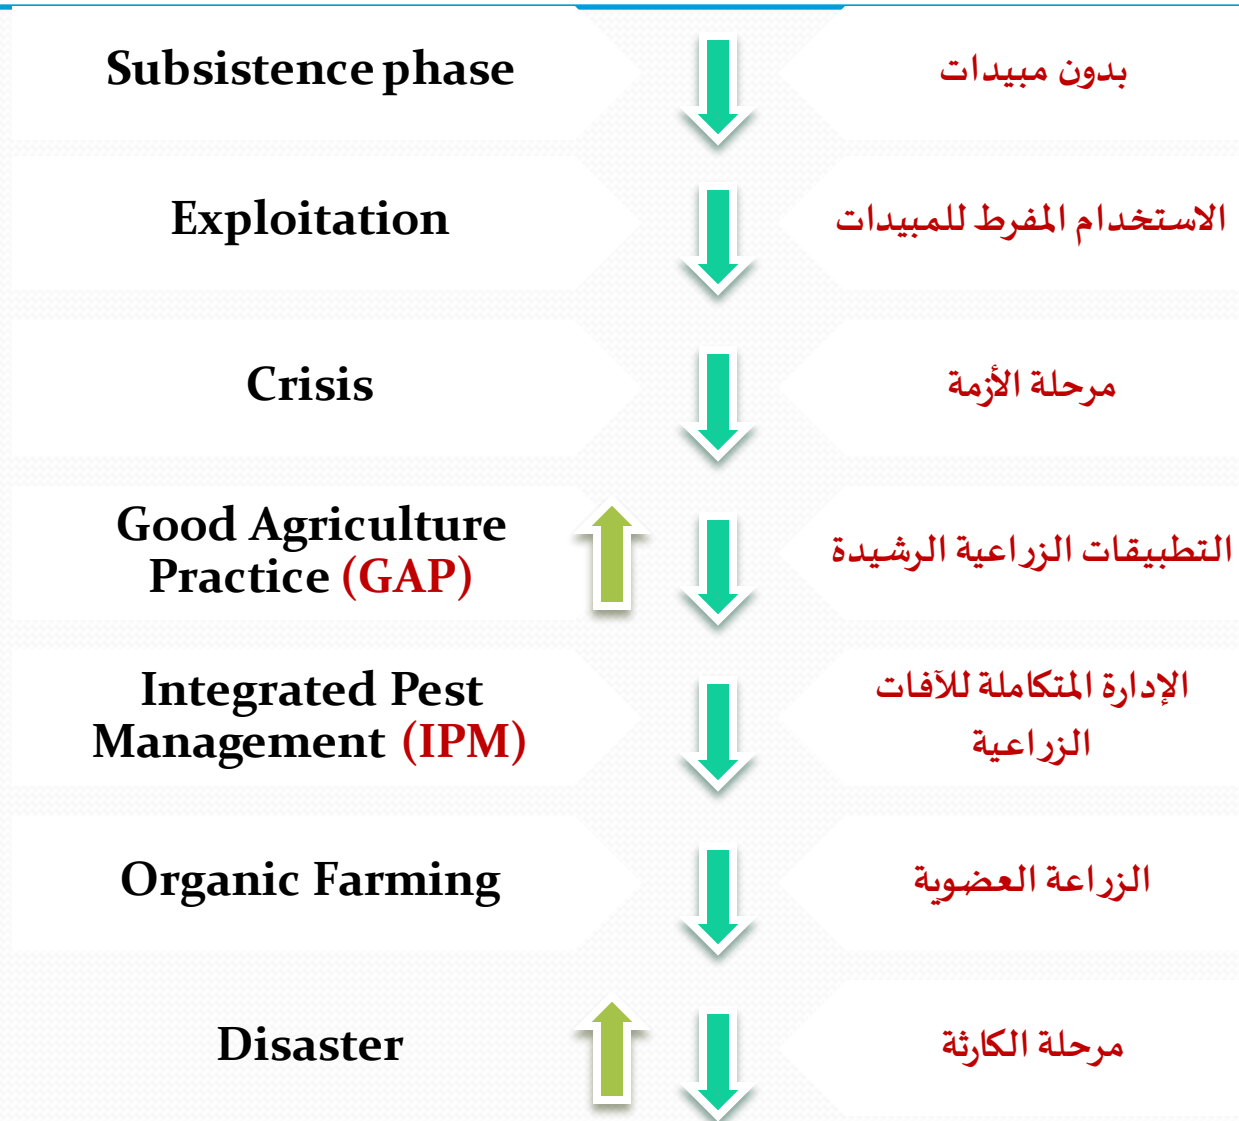 Subsistence phase
بدون مبيدات
Exploitation
الاستخدام المفرط للمبيدات
Crisis
مرحلة الأزمة
Good Agriculture
Practice (GAP)
التطبيقات الزراعية الرشيدة
Integrated Pest
Management (IPM)
الإدارة المتكاملة للآفات
الزراعية
Organic Farming
الزراعة العضوية
Disaster
مرحلة الكارثة